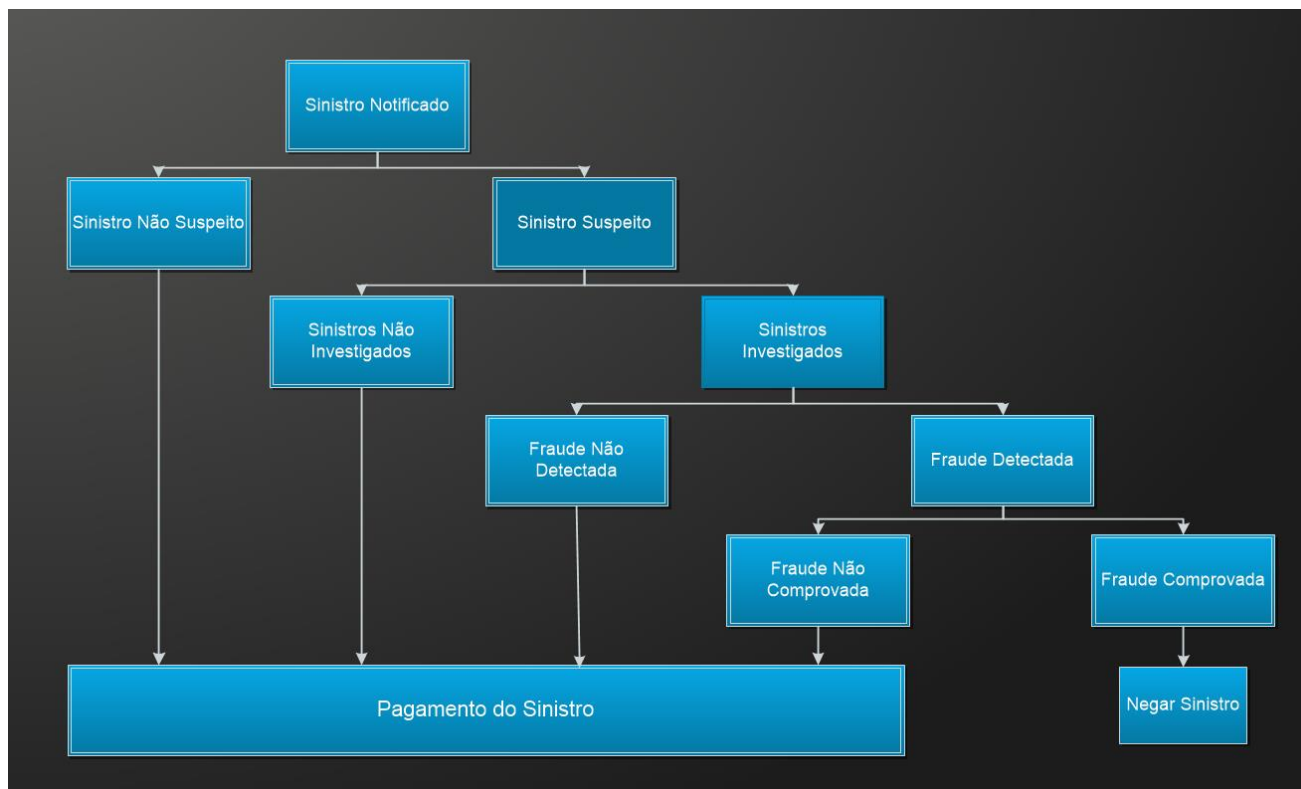 Sinistro Notificado
Sinistro Não Suspeito
Sinistro Suspeito
Sinistros Não
Investigados
Sinistros
Investigados
Fraude Não
Detectada
Fraude Detectada
Fraude Não
Comprovada
Fraude Comprovada
Pagamento do Sinistro
Negar Sinistro